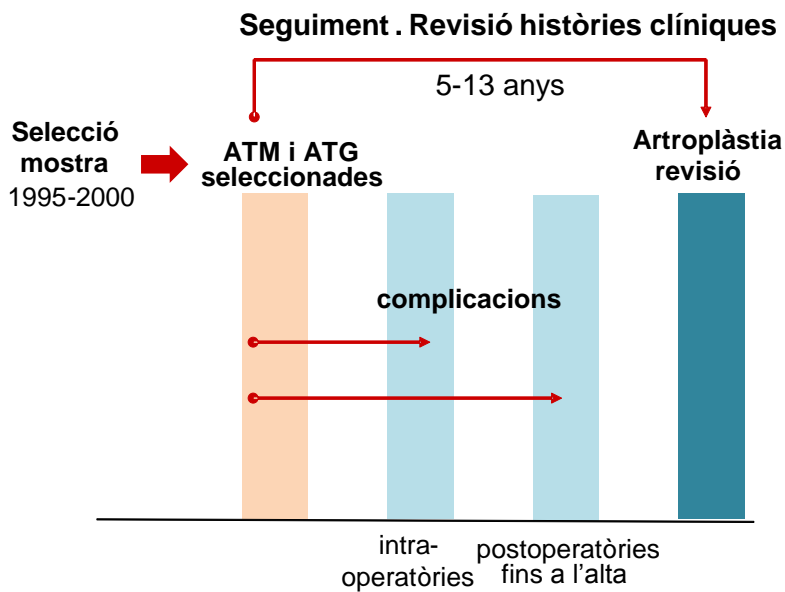 Seguiment . Revisió històries clíniques
5-13 anys
Selecció
mostra
1995-2000
ATM i ATG
seleccionades
Artroplàstia
revisió
complicacions
intra-
operatòries
postoperatòries
fins a l’alta